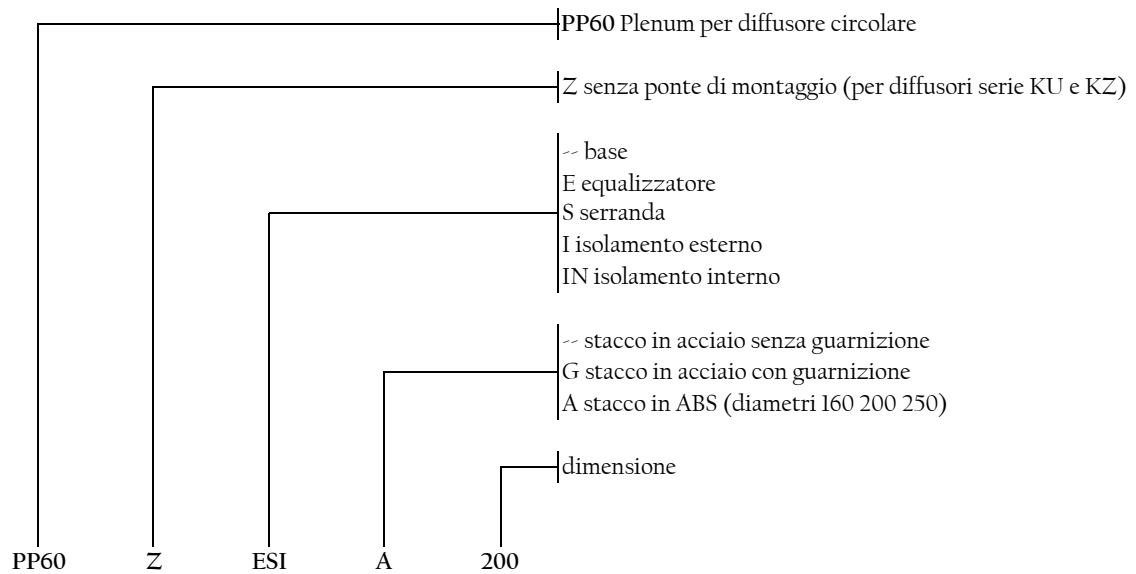 PP60 Plenum per diffusore circolare
Z senza ponte di montaggio (per diffusori serie KU e KZ)
-- base
E equalizzatore
S serranda
I isolamento esterno
IN isolamento interno
-- stacco in acciaio senza guarnizione
G stacco in acciaio con guarnizione
A stacco in ABS (diametri 160 200 250)
dimensione
PP60 Z ESI A 200